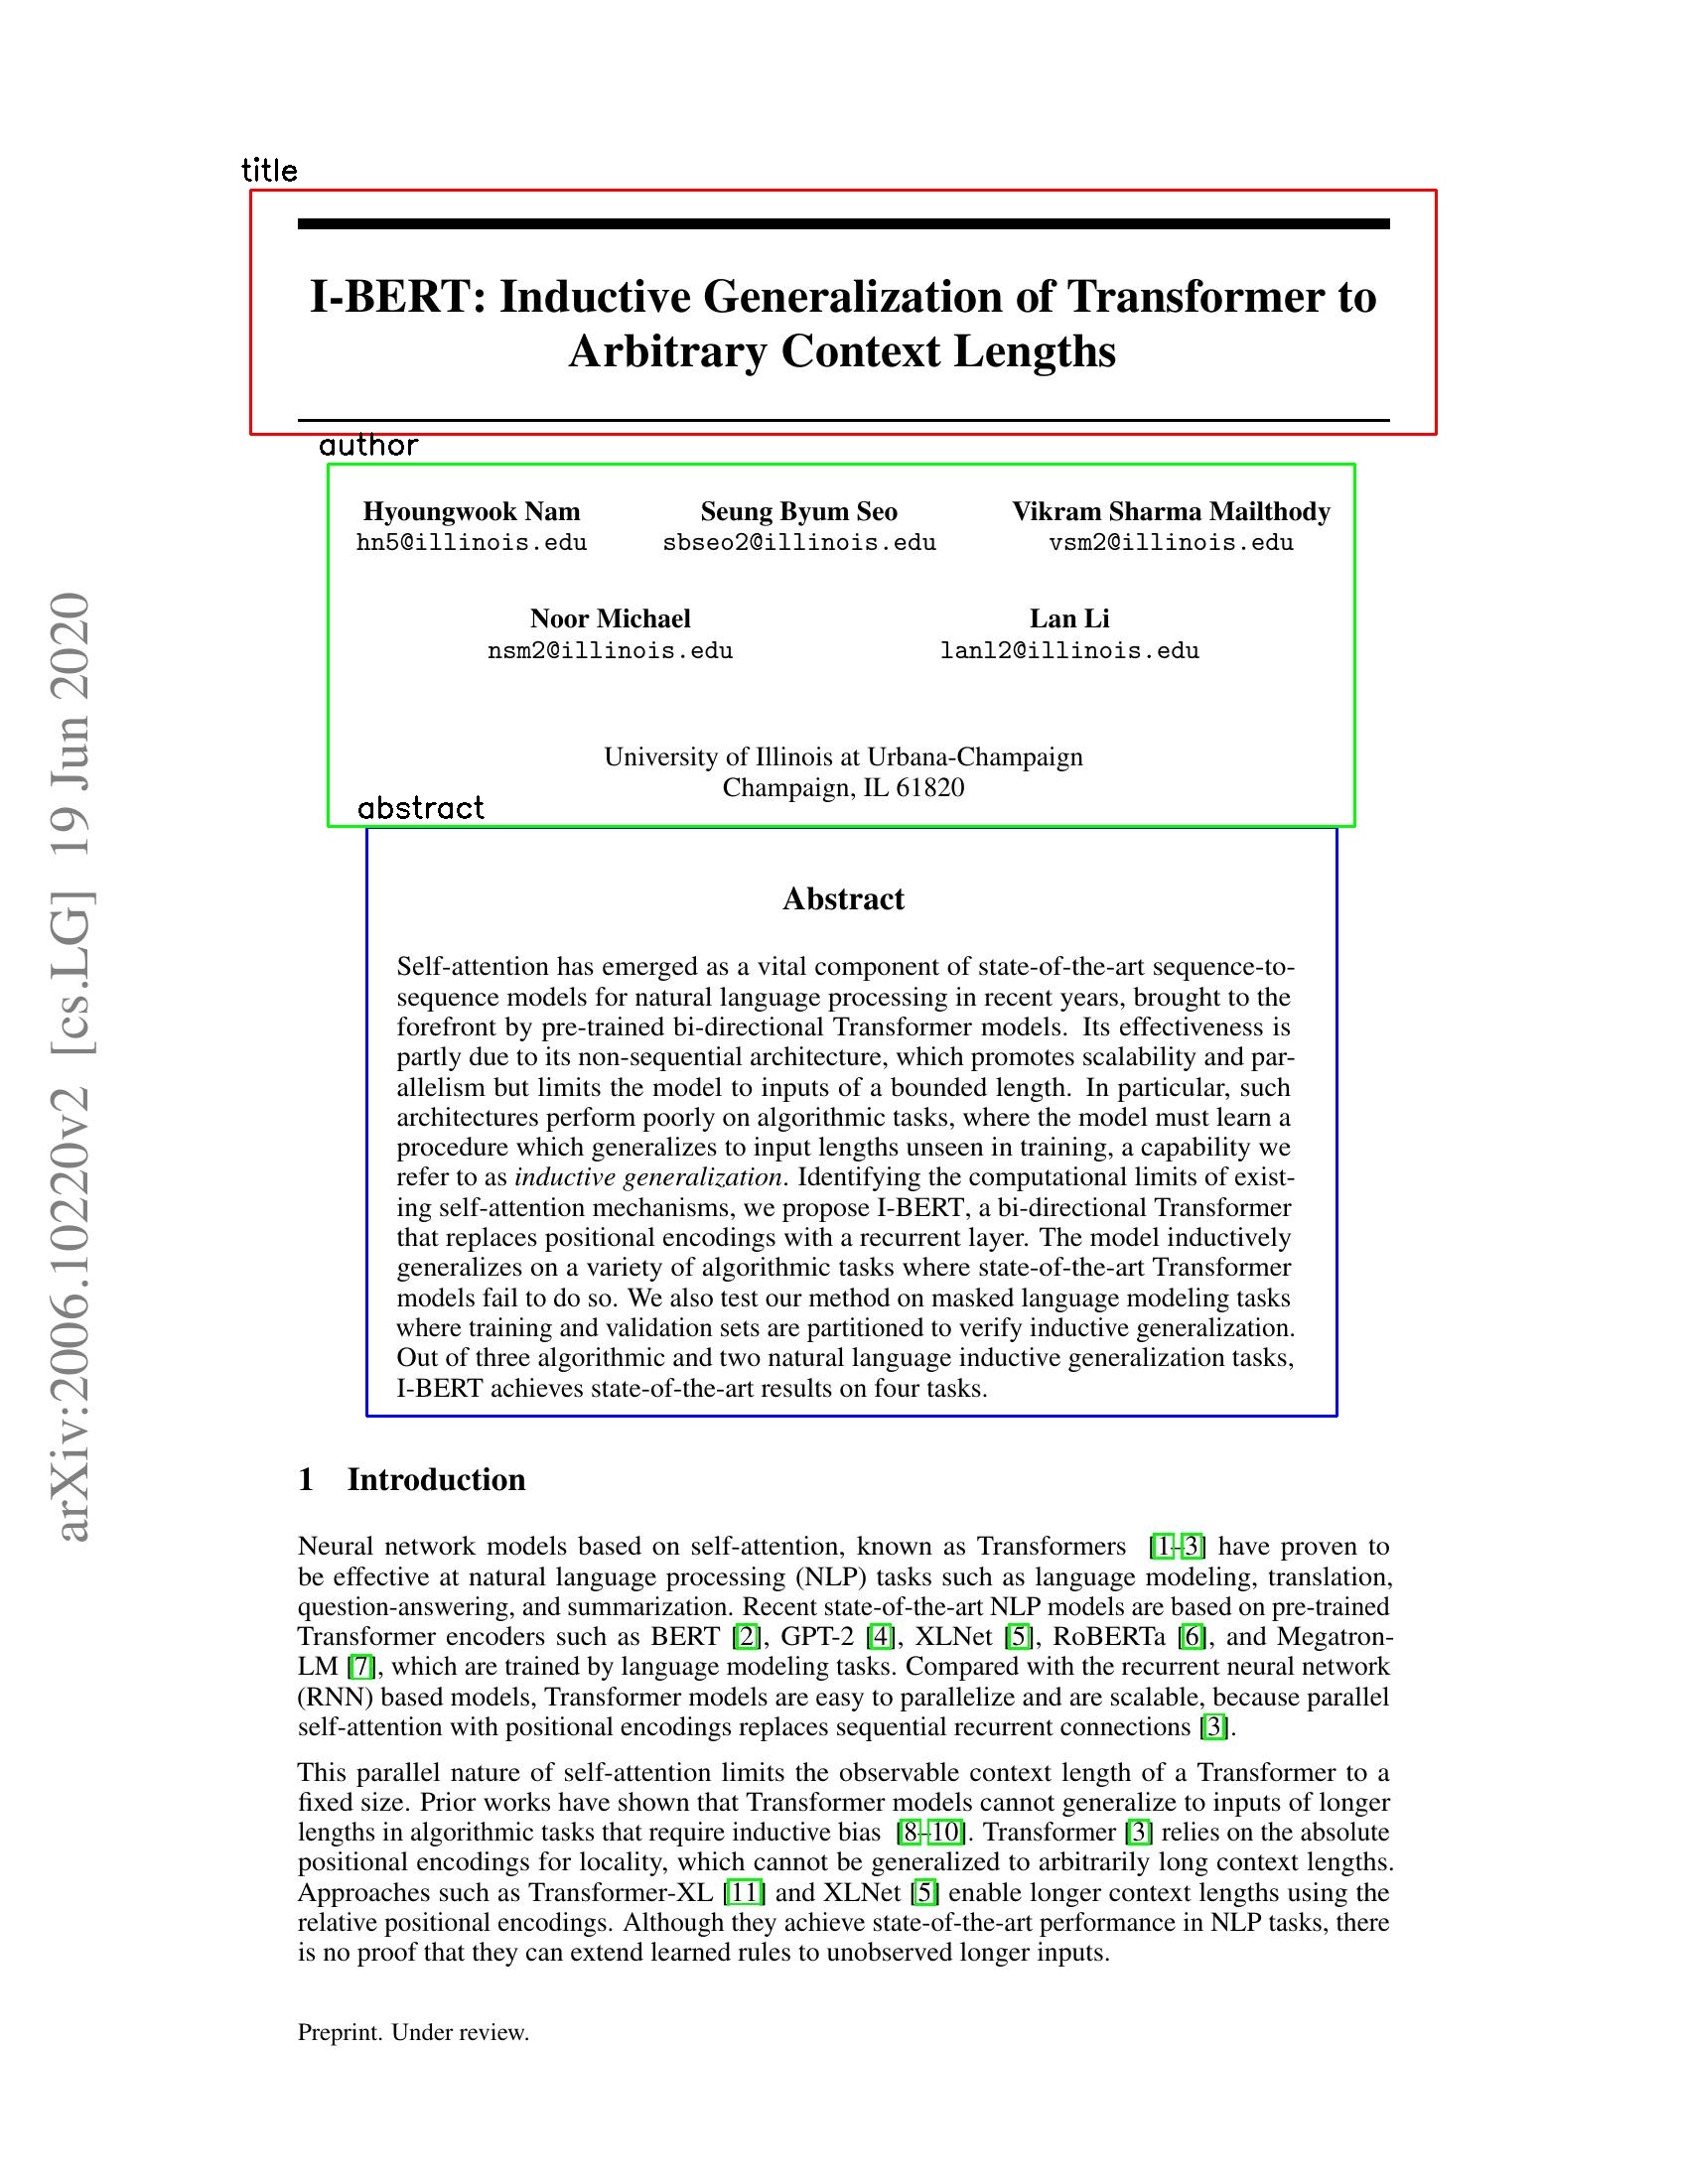 title
I-BERT: Inductive Generalization of Transformer to
Arbitrary Context Lengths
author
Hyoungwook Nam Seung Byum Seo Vikram Sharma Mailthody
hn5@illinois.edu sbseo2@illinois.edu vsm2@illinois.edu
Noor Michael Lan Li
nsm2@illinois.edu lanl2@illinois.edu
University of Illinois at Urbana-Champaign
Champaign, IL 61820
abstract
Abstract
Self-attention has emerged as a vital component of state-of-the-art sequence-to-
sequence models for natural language processing in recent years, brought to the
forefront by pre-trained bi-directional Transformer models. Its effectiveness is
partly due to its non-sequential architecture, which promotes scalability and par-
allelism but limits the model to inputs of a bounded length. In particular, such
architectures perform poorly on algorithmic tasks, where the model must learn a
procedure which generalizes to input lengths unseen in training, a capability we
refer to as inductive generalization. Identifying the computational limits of exist-
ing self-attention mechanisms, we propose I-BERT, a bi-directional Transformer
that replaces positional encodings with a recurrent layer. The model inductively
generalizes on a variety of algorithmic tasks where state-of-the-art Transformer
models fail to do so. We also test our method on masked language modeling tasks
where training and validation sets are partitioned to verify inductive generalization.
Out of three algorithmic and two natural language inductive generalization tasks,
I-BERT achieves state-of-the-art results on four tasks.
1 Introduction
Neural network models based on self-attention, known as Transformers [1–3] have proven to
be effective at natural language processing (NLP) tasks such as language modeling, translation,
question-answering, and summarization. Recent state-of-the-art NLP models are based on pre-trained
Transformer encoders such as BERT [2], GPT-2 [4], XLNet [5], RoBERTa [6], and Megatron-
LM [7], which are trained by language modeling tasks. Compared with the recurrent neural network
(RNN) based models, Transformer models are easy to parallelize and are scalable, because parallel
self-attention with positional encodings replaces sequential recurrent connections [3].
This parallel nature of self-attention limits the observable context length of a Transformer to a
fixed size. Prior works have shown that Transformer models cannot generalize to inputs of longer
lengths in algorithmic tasks that require inductive bias [8–10]. Transformer [3] relies on the absolute
positional encodings for locality, which cannot be generalized to arbitrarily long context lengths.
Approaches such as Transformer-XL [11] and XLNet [5] enable longer context lengths using the
relative positional encodings. Although they achieve state-of-the-art performance in NLP tasks, there
is no proof that they can extend learned rules to unobserved longer inputs.
Preprint. Under review.
arXiv:2006.10220v2 [cs.LG] 19 Jun 2020